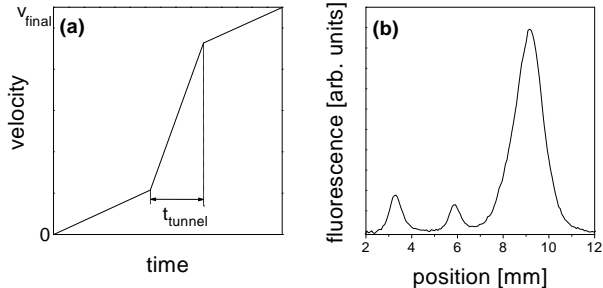 v_final
(a)
velocity
t_tunnel
0
time
(b)
fluorescence [arb. units]
2 4 6 8 10 12
position [mm]